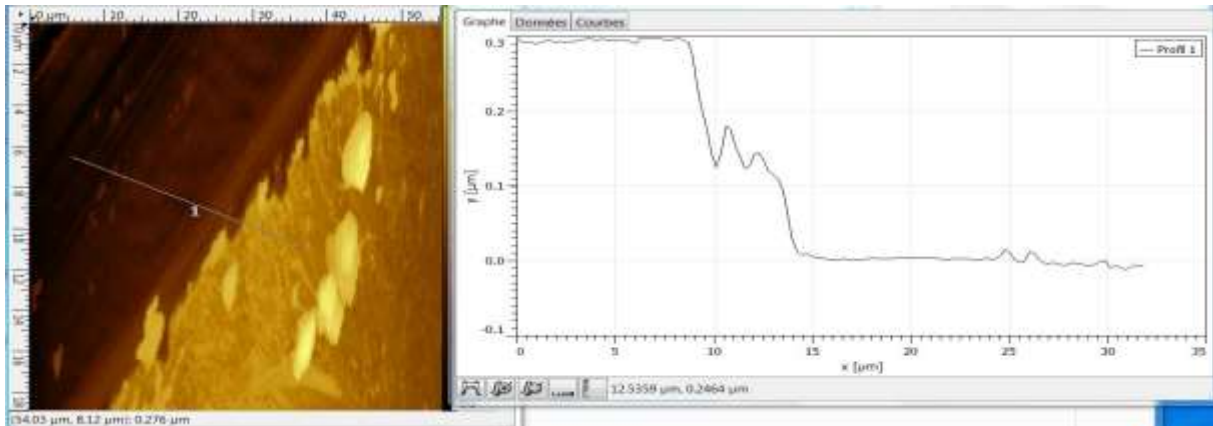 0 μm 10 20 30 40 50
Graphe Données Courbes
0.3
Profil 1
0.2
0.1
0.0
-0.1
y [μm]
0 5 10 15 20 25 30 35
x [μm]
12.5359 μm, 0.2464 μm
1
(54.03 μm, 8.12 μm): 0.276 μm